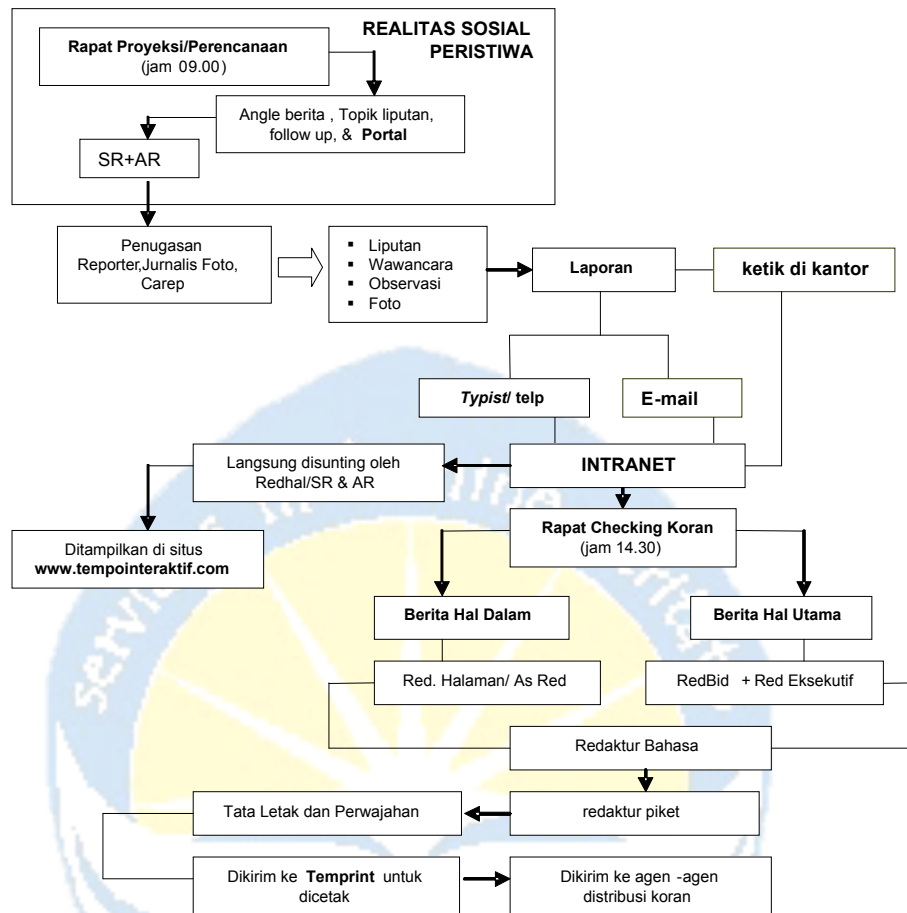 REALITAS SOSIAL
PERISTIWA
Rapat Proyeksi/Perencanaan
(jam 09.00)
Angle berita , Topik liputan,
follow up, & Portal
SR+AR
Penugasan
Reporter,Jurnalis Foto,
Carep
▪ Liputan
▪ Wawancara
▪ Observasi
▪ Foto
Laporan
ketik di kantor
Typist/ telp
E-mail
Langsung disunting oleh
Redhal/SR & AR
INTRANET
Ditampilkan di situs
www.tempointeraktif.com
Rapat Checking Koran
(jam 14.30)
Berita Hal Dalam
Berita Hal Utama
Red. Halaman/ As Red
RedBid + Red Eksekutif
Redaktur Bahasa
Tata Letak dan Perwajahan
redaktur piket
Dikirim ke Temprint untuk
dicetak
Dikirim ke agen -agen
distribusi koran